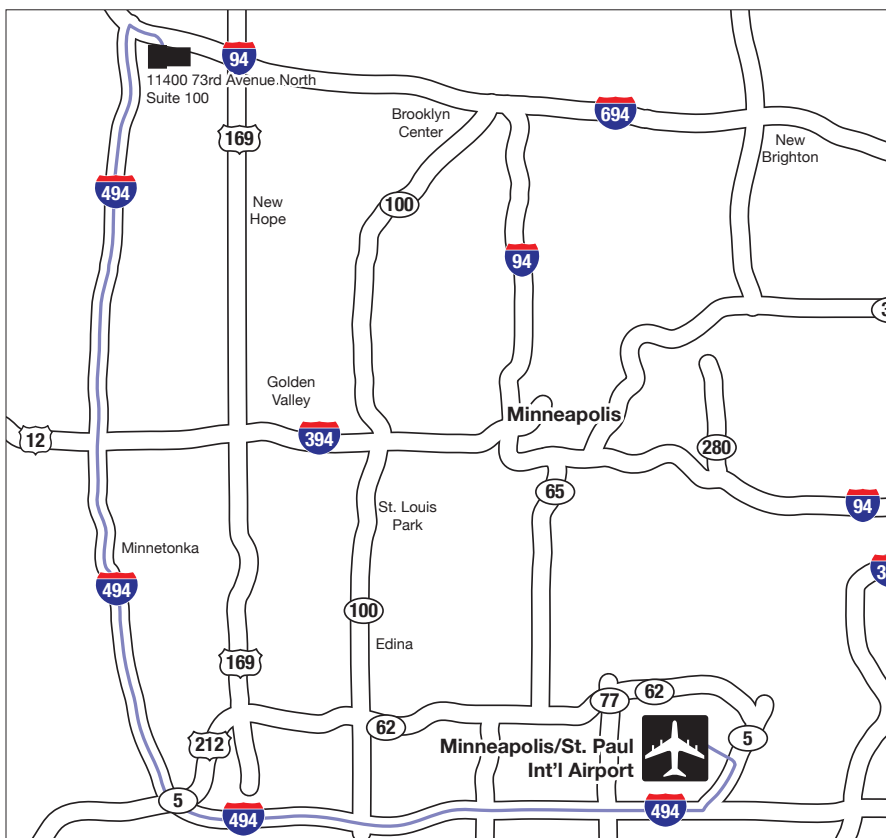 94
11400 73rd Avenue North
Suite 100
Brooklyn
Center
694
169
New
Brighton
494
New
Hope
100
94
Golden
Valley
Minneapolis
12
394
280
65
94
St. Louis
Park
Minnetonka
494
100
Edina
169
62
77
62
212
Minneapolis/St. Paul
Int'l Airport
5
5
494
494